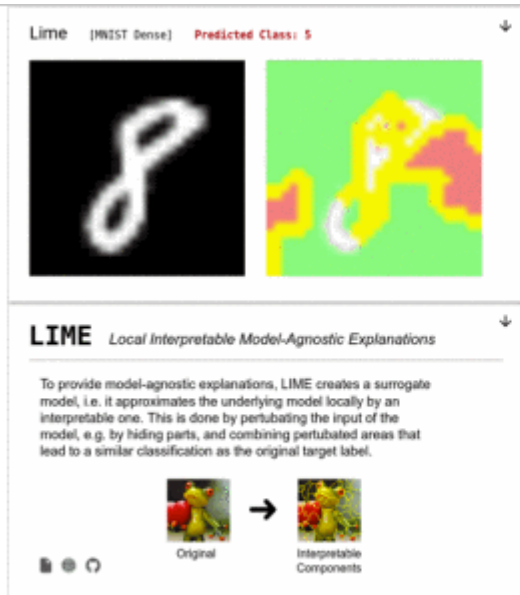 Lime [MNIST Dense] Predicted Class: 5
LIME Local Interpretable Model-Agnostic Explanations
To provide model-agnostic explanations, LIME creates a surrogate
model, i.e. it approximates the underlying model locally by an
interpretable one. This is done by pertubating the input of the
model, e.g. by hiding parts, and combining pertubated areas that
lead to a similar classification as the original target label.
Original
Interpretable
Components